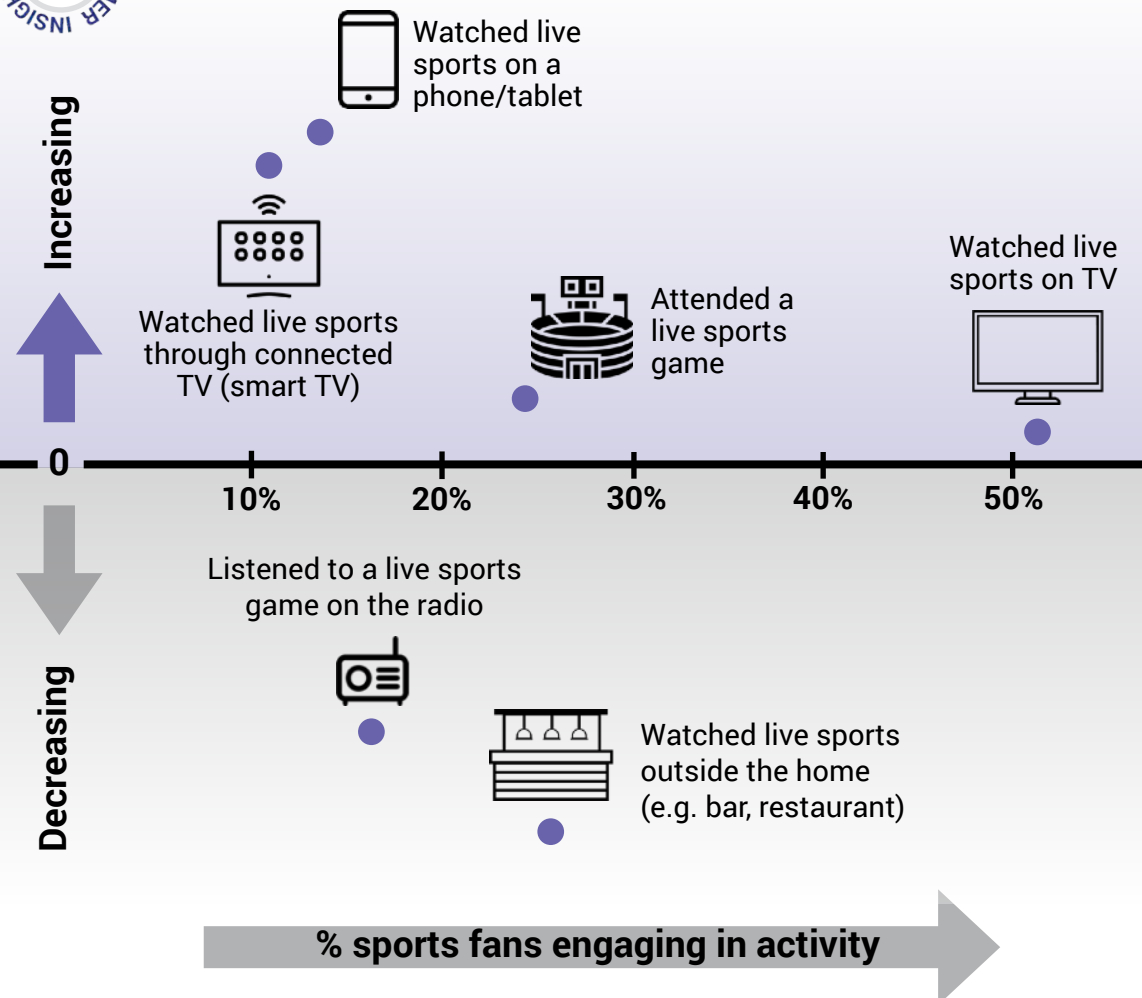 Watched live
sports on a
phone/tablet
Increasing
Watched live sports
through connected
TV (smart TV)
Attended a
live sports
game
Watched live
sports on TV
0
10%
20%
30%
40%
50%
Listened to a live sports
game on the radio
Decreasing
Watched live sports
outside the home
(e.g. bar, restaurant)
% sports fans engaging in activity